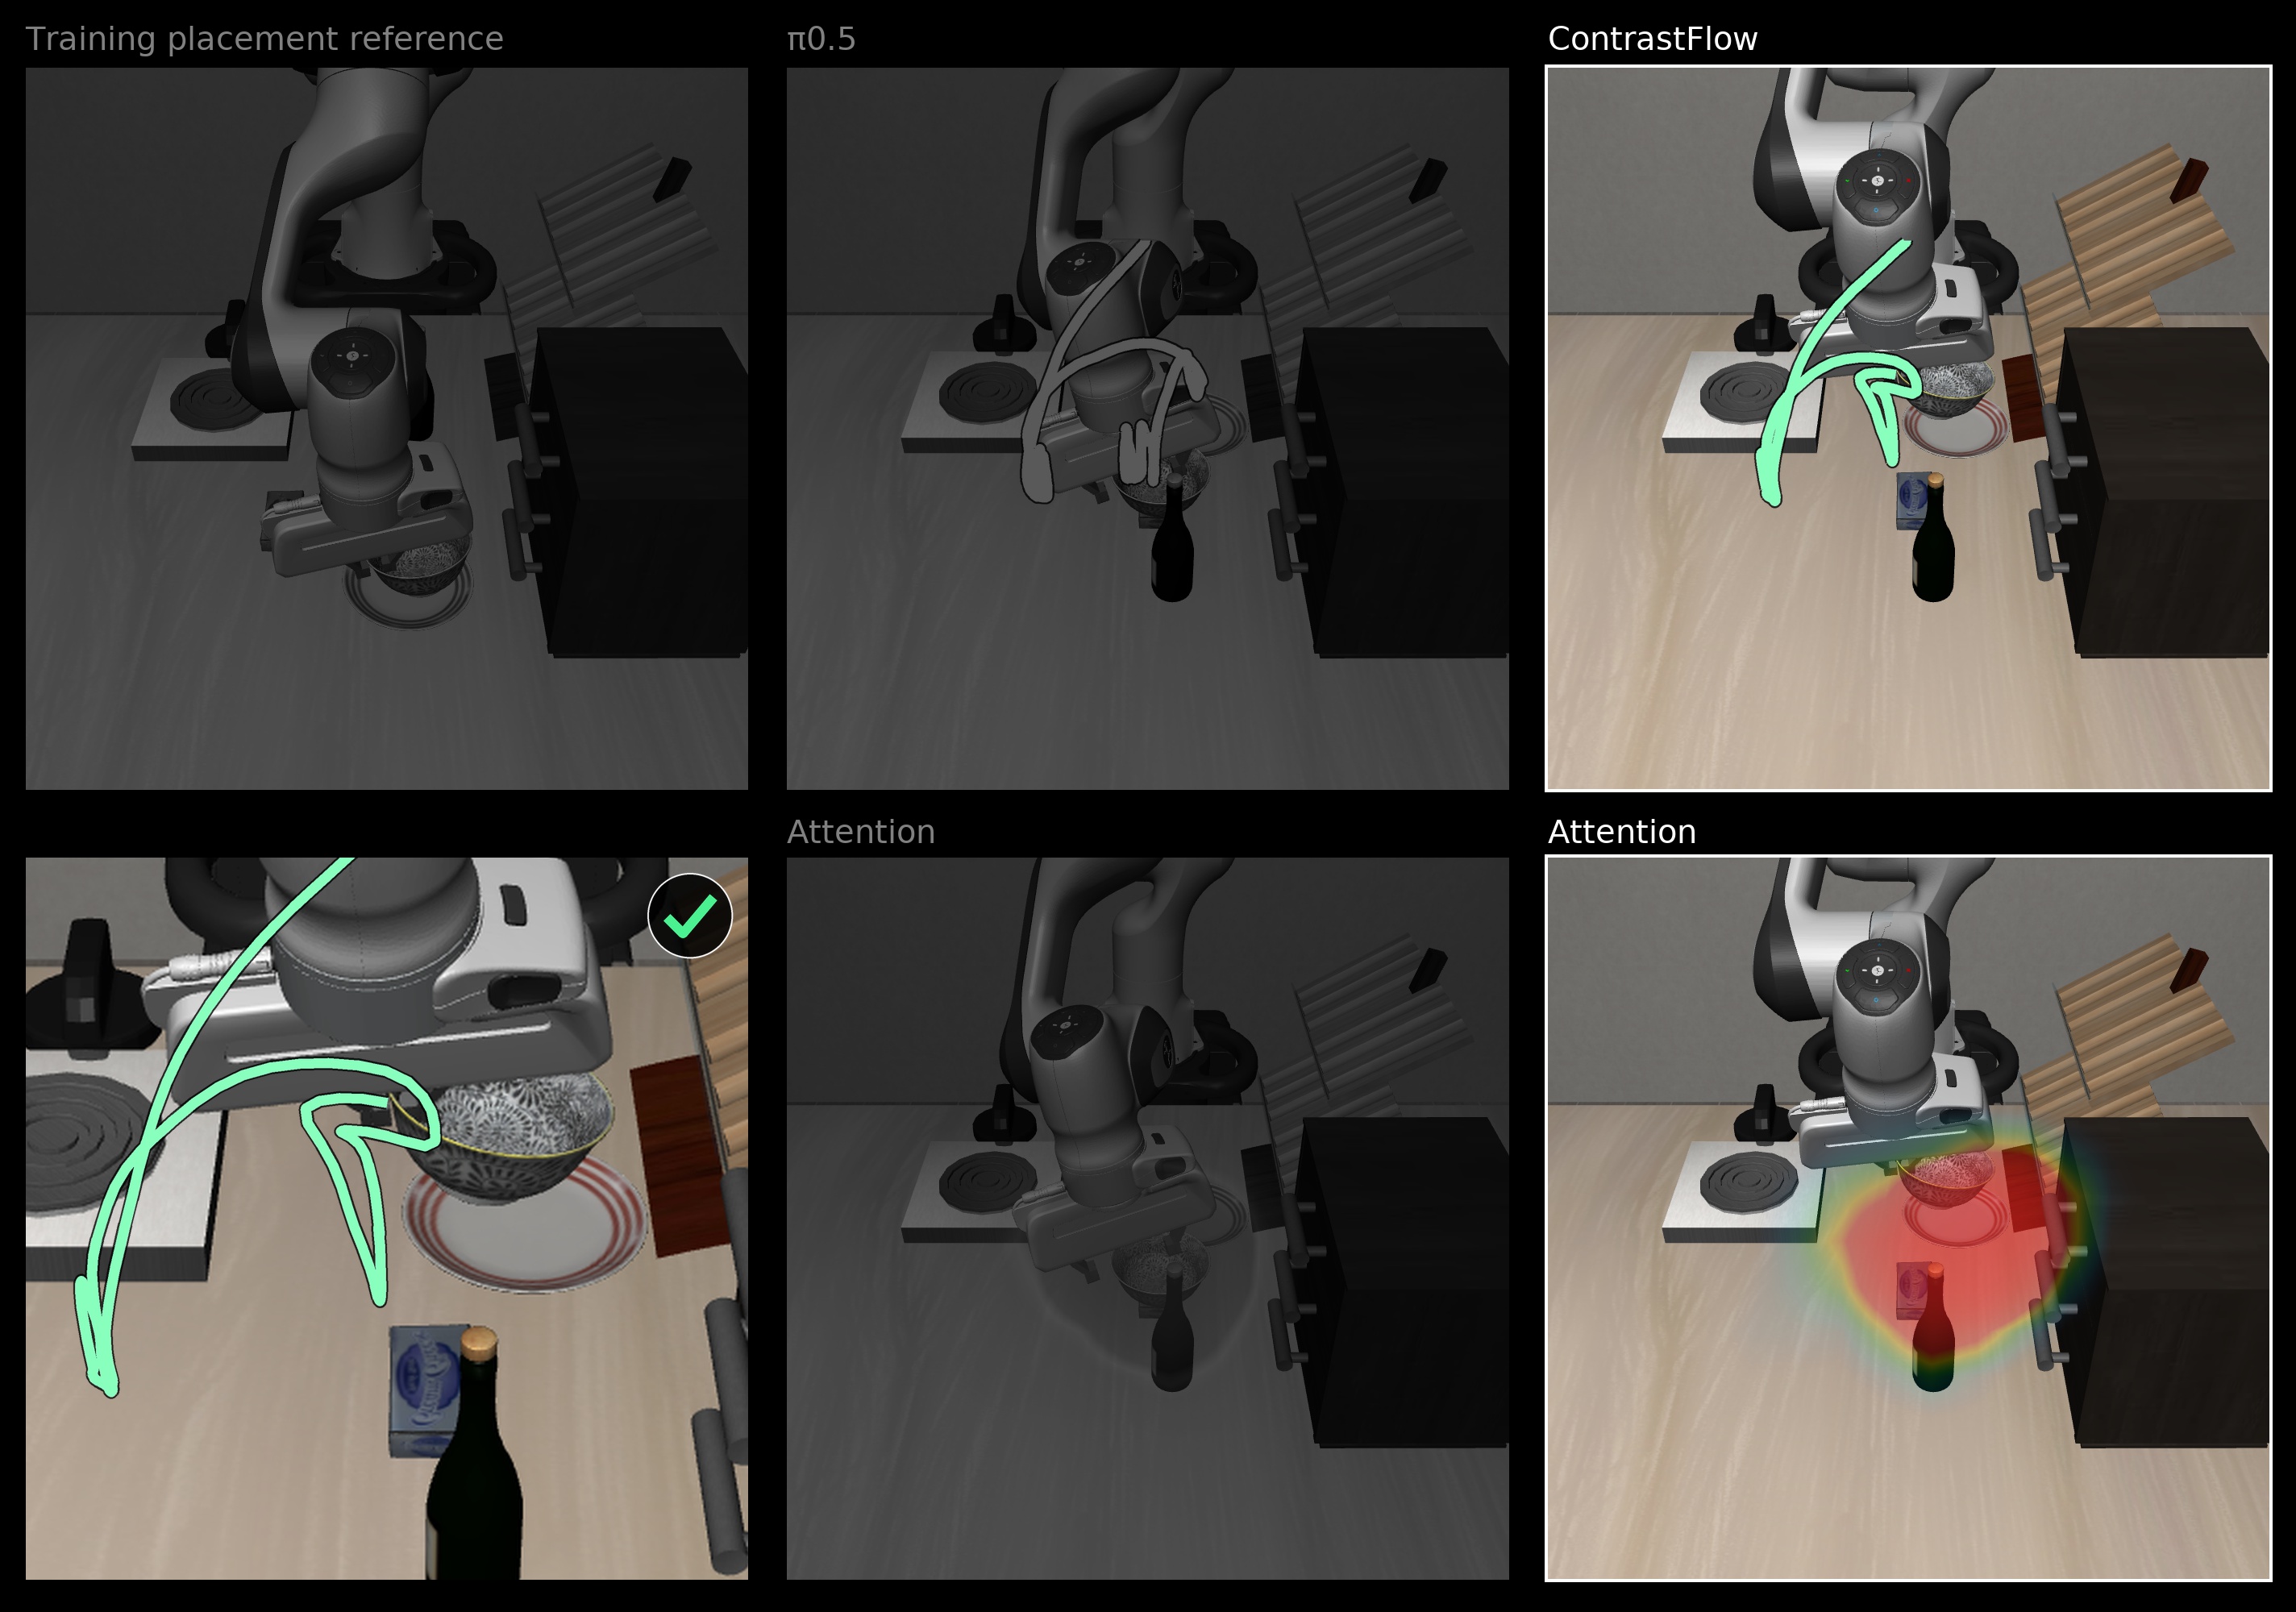 Training placement reference
π0.5
ContrastFlow
Attention
Attention